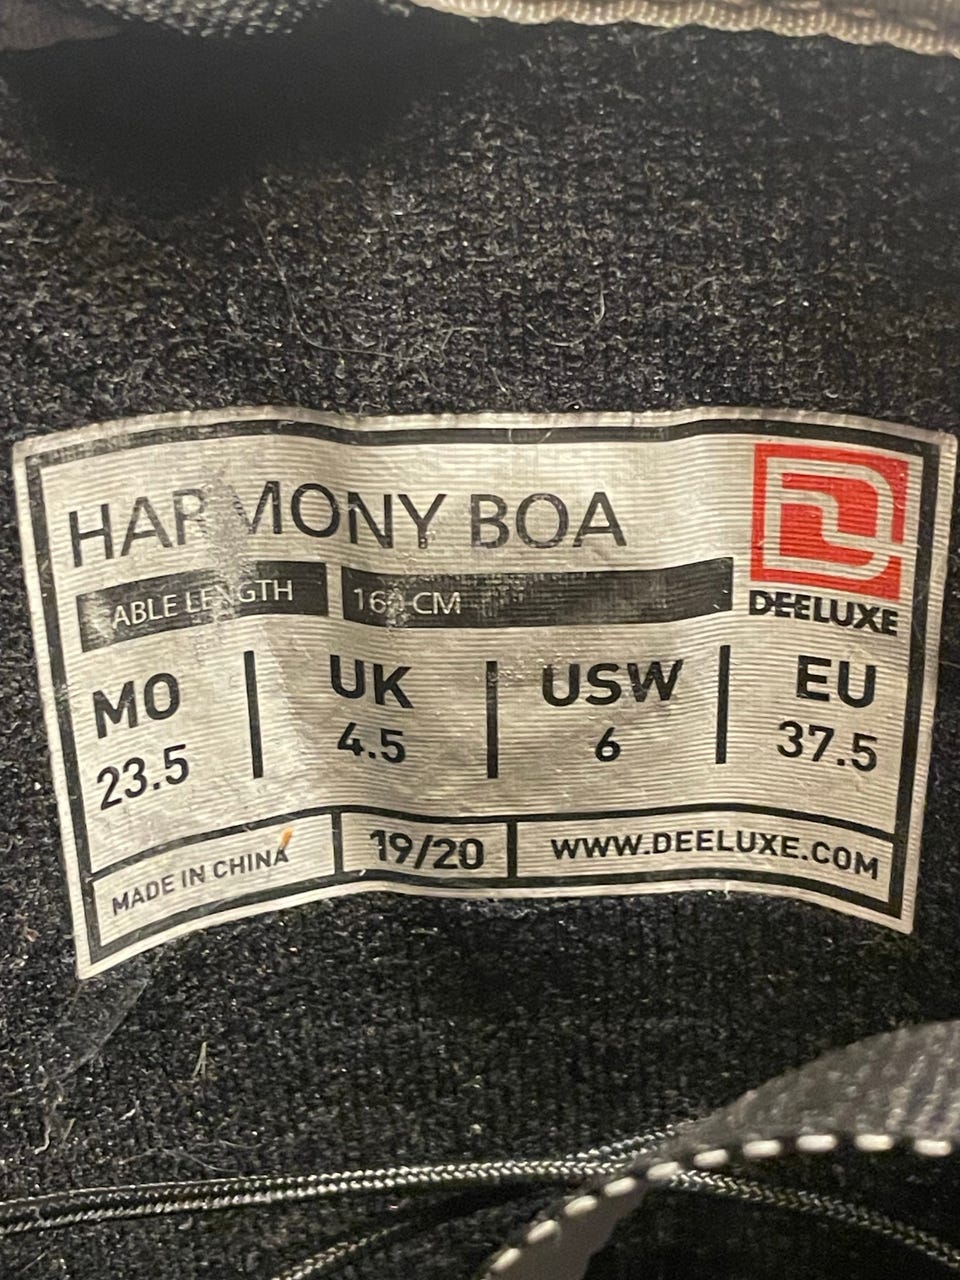 HARMONY BOA
CABLE LENGTH
CM
DEELUXE
MO UK USW EU
23.5 4.5 6 37.5
MADE IN CHINA 19/20 WWW.DEELUXE.COM